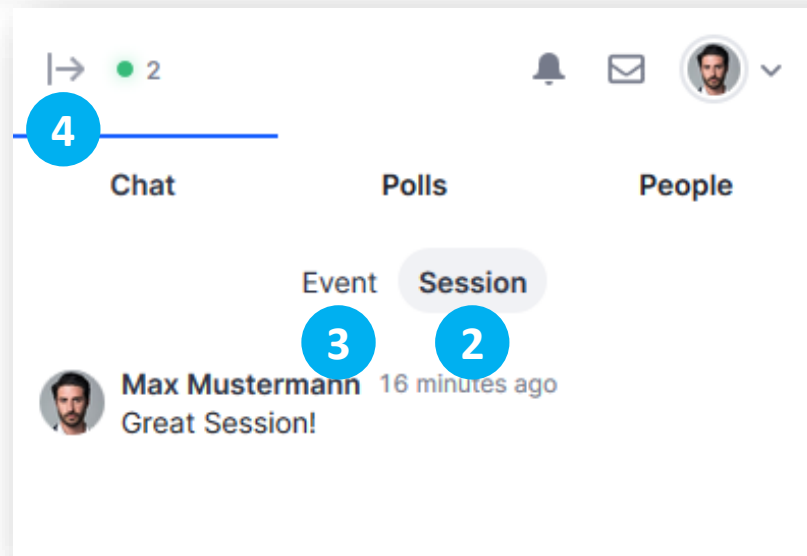 2
4
Chat Polls People
Event Session
3 2
Max Mustermann 16 minutes ago
Great Session!